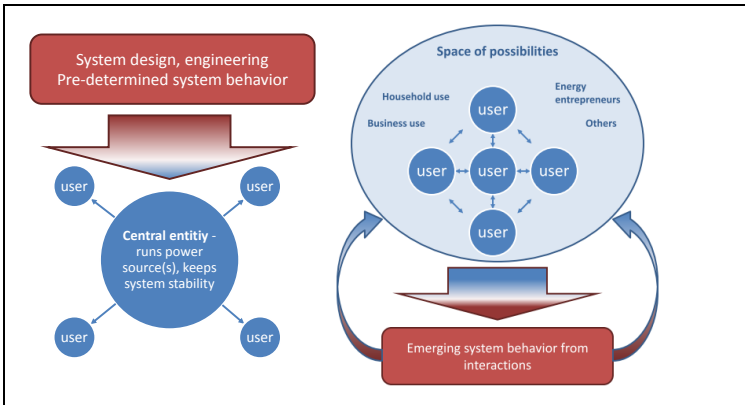 System design, engineering
Pre-determined system behavior
user
user
Central entitiy -
runs power
source(s), keeps
system stability
user
user
Space of possibilities
Household use
Energy
entrepreneurs
Business use
Others
user
user
user
user
user
Emerging system behavior from
interactions